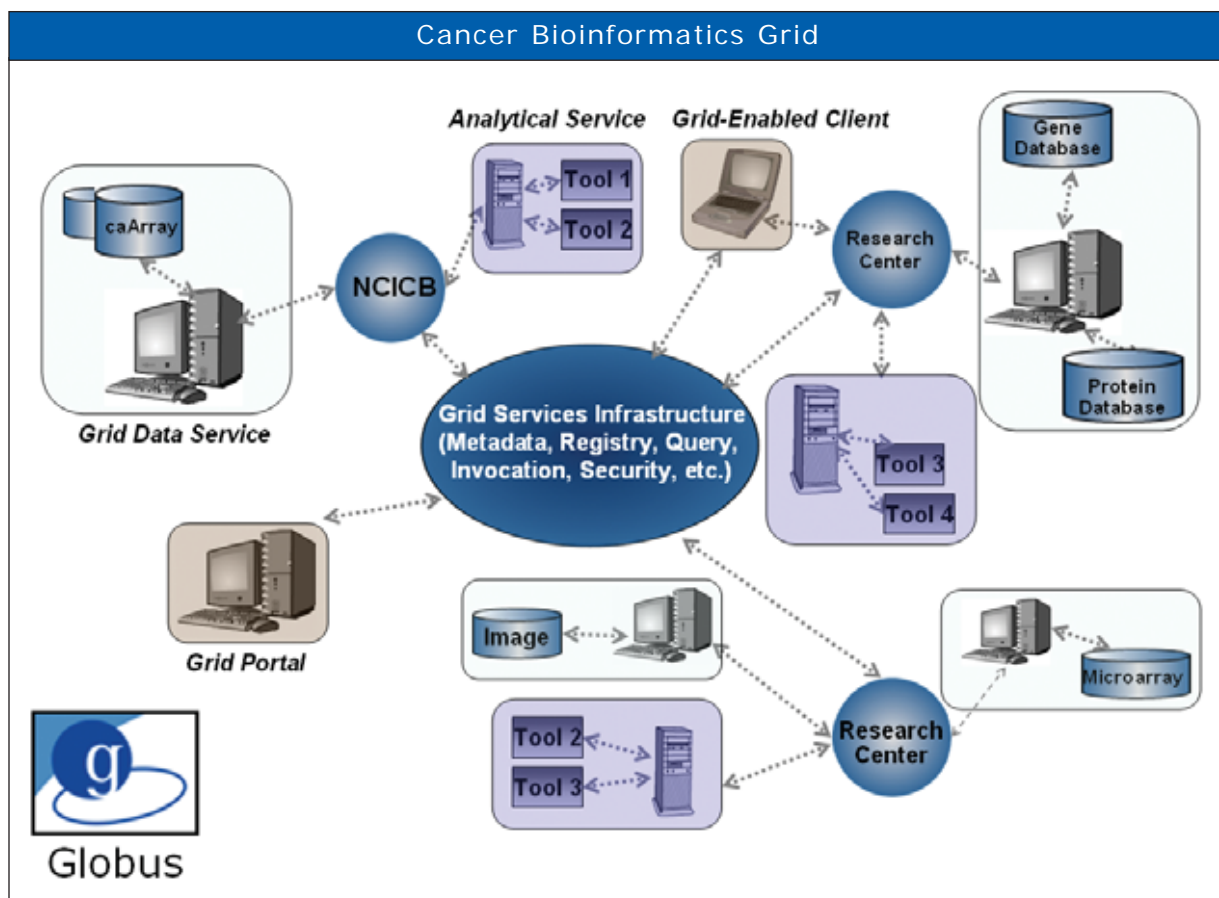 Cancer Bioinformatics Grid
Analytical Service
Grid-Enabled Client
Gene
Database
Tool 1
Tool 2
caArray
Research
Center
NCICB
Grid Services Infrastructure
(Metadata, Registry, Query,
Invocation, Security, etc.)
Protein
Database
Grid Data Service
Tool 3
Tool 4
Grid Portal
Image
Microarray
Research
Center
Tool 2
Tool 3
g
Globus